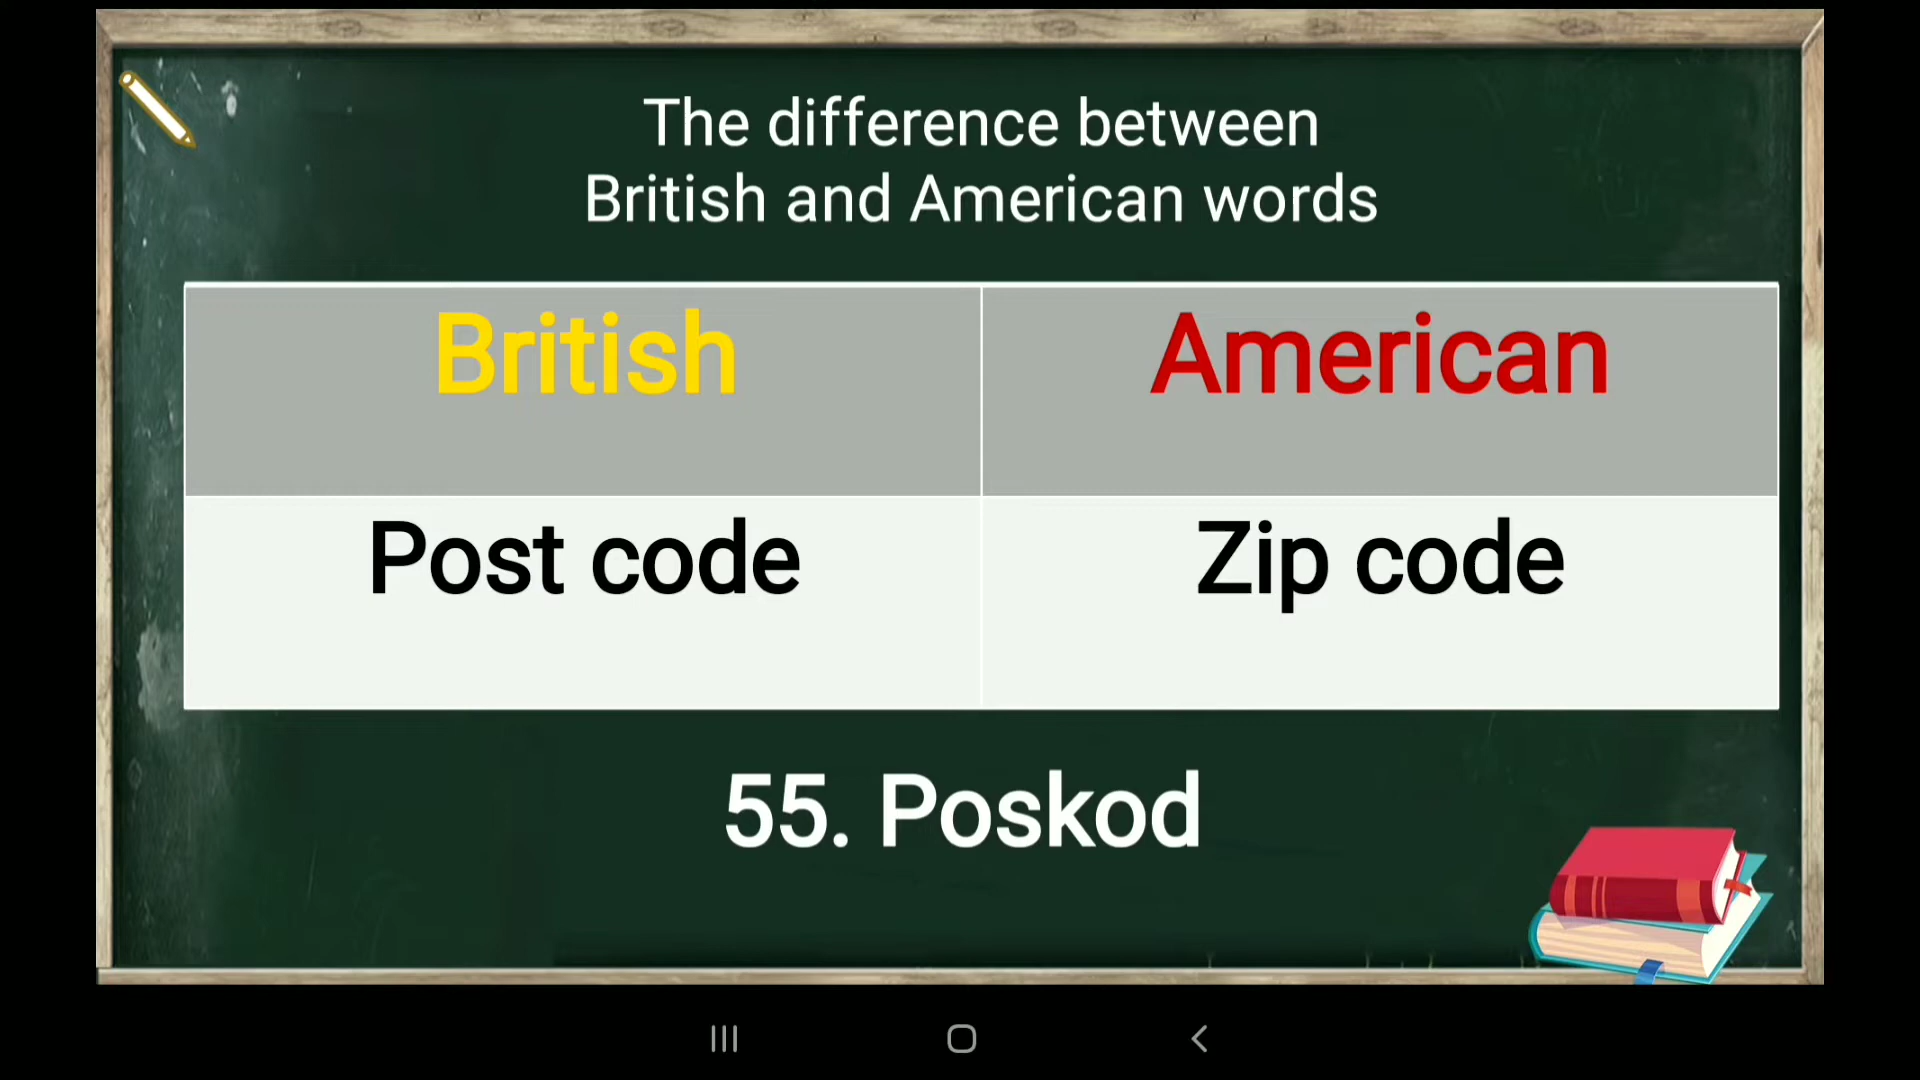 The difference between
British and American words
British American
Post code Zip code
55. Poskod